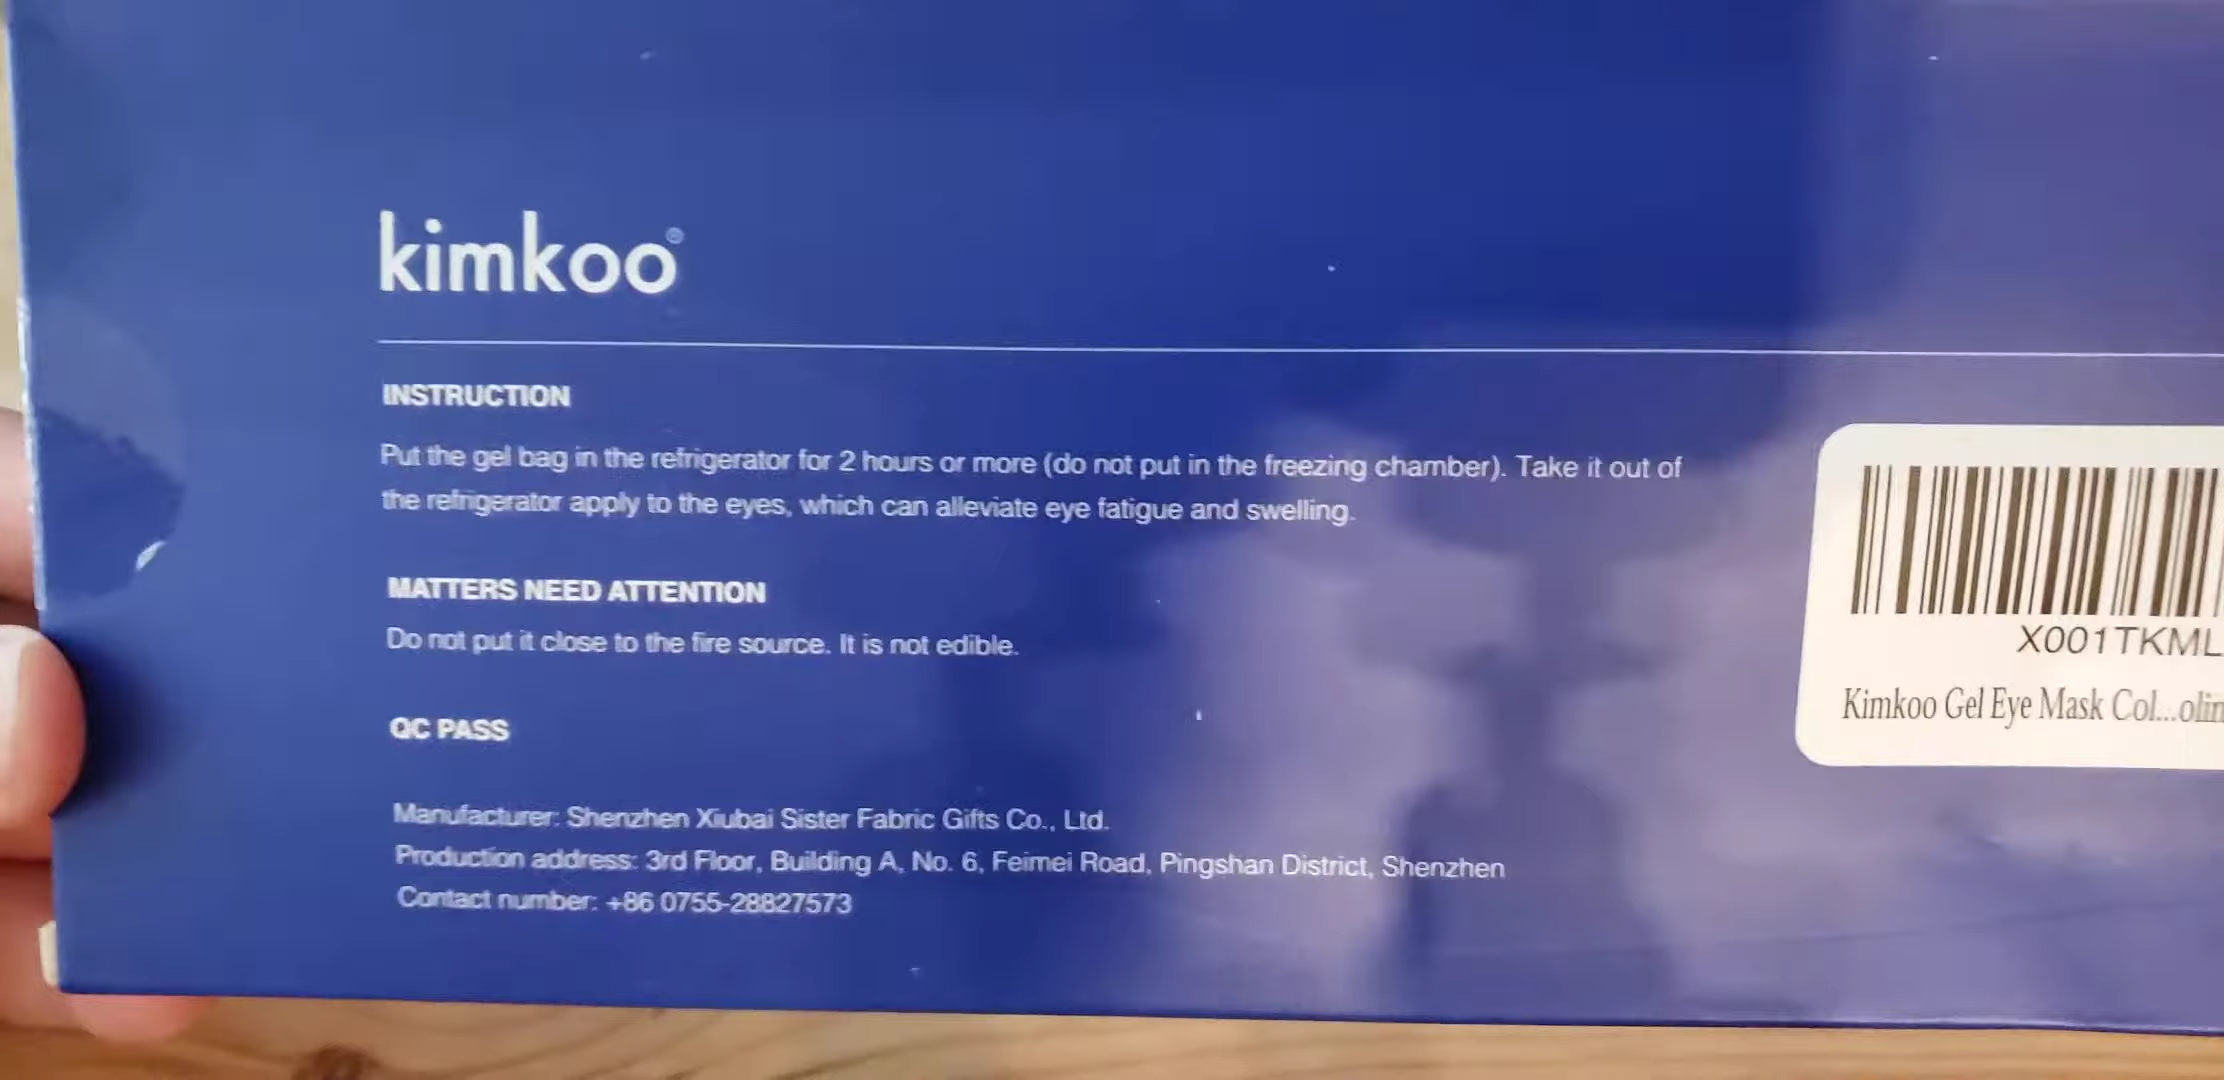 kimkoo®
INSTRUCTION
Put the gel bag in the refrigerator for 2 hours or more (do not put in the freezing chamber). Take it out of
the refrigerator apply to the eyes, which can alleviate eye fatigue and swelling.
MATTERS NEED ATTENTION
Do not put it close to the fire source. It is not edible.
QC PASS
Manufacturer: Shenzhen Xiubai Sister Fabric Gifts Co., Ltd.
Production address: 3rd Floor, Building A, No. 6, Feimei Road, Pingshan District, Shenzhen
Contact number: +86 0755-28827573
X001TKML
Kimkoo Gel Eye Mask Col...olin